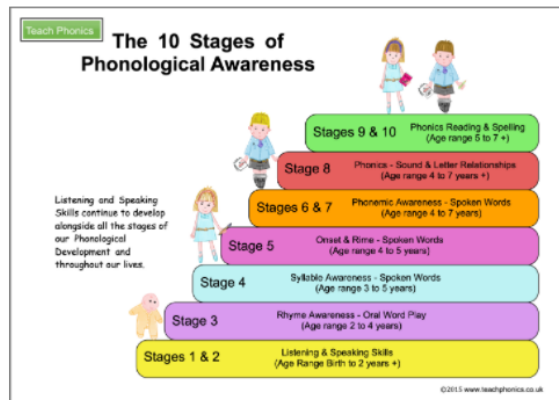 Teach Phonics
The 10 Stages of
Phonological Awareness
Stages 9 & 10
Phonics Reading & Spelling
(Age range 5 to 7 +)
Stage 8
Phonics - Sound & Letter Relationships
(Age range 4 to 7 years +)
Listening and Speaking
Skills continue to develop
alongside all the stages of
our Phonological
Development and
throughout our lives.
Stages 6 & 7
Phonemic Awareness - Spoken Words
(Age range 4 to 7 years)
Stage 5
Onset & Rime - Spoken Words
(Age range 4 to 5 years)
Stage 4
Syllable Awareness - Spoken Words
(Age range 3 to 5 years)
Stage 3
Rhyme Awareness - Oral Word Play
(Age range 2 to 4 years)
Stages 1 & 2
Listening & Speaking Skills
(Age Range Birth to 2 years +)
©2015 www.teachphonics.co.uk